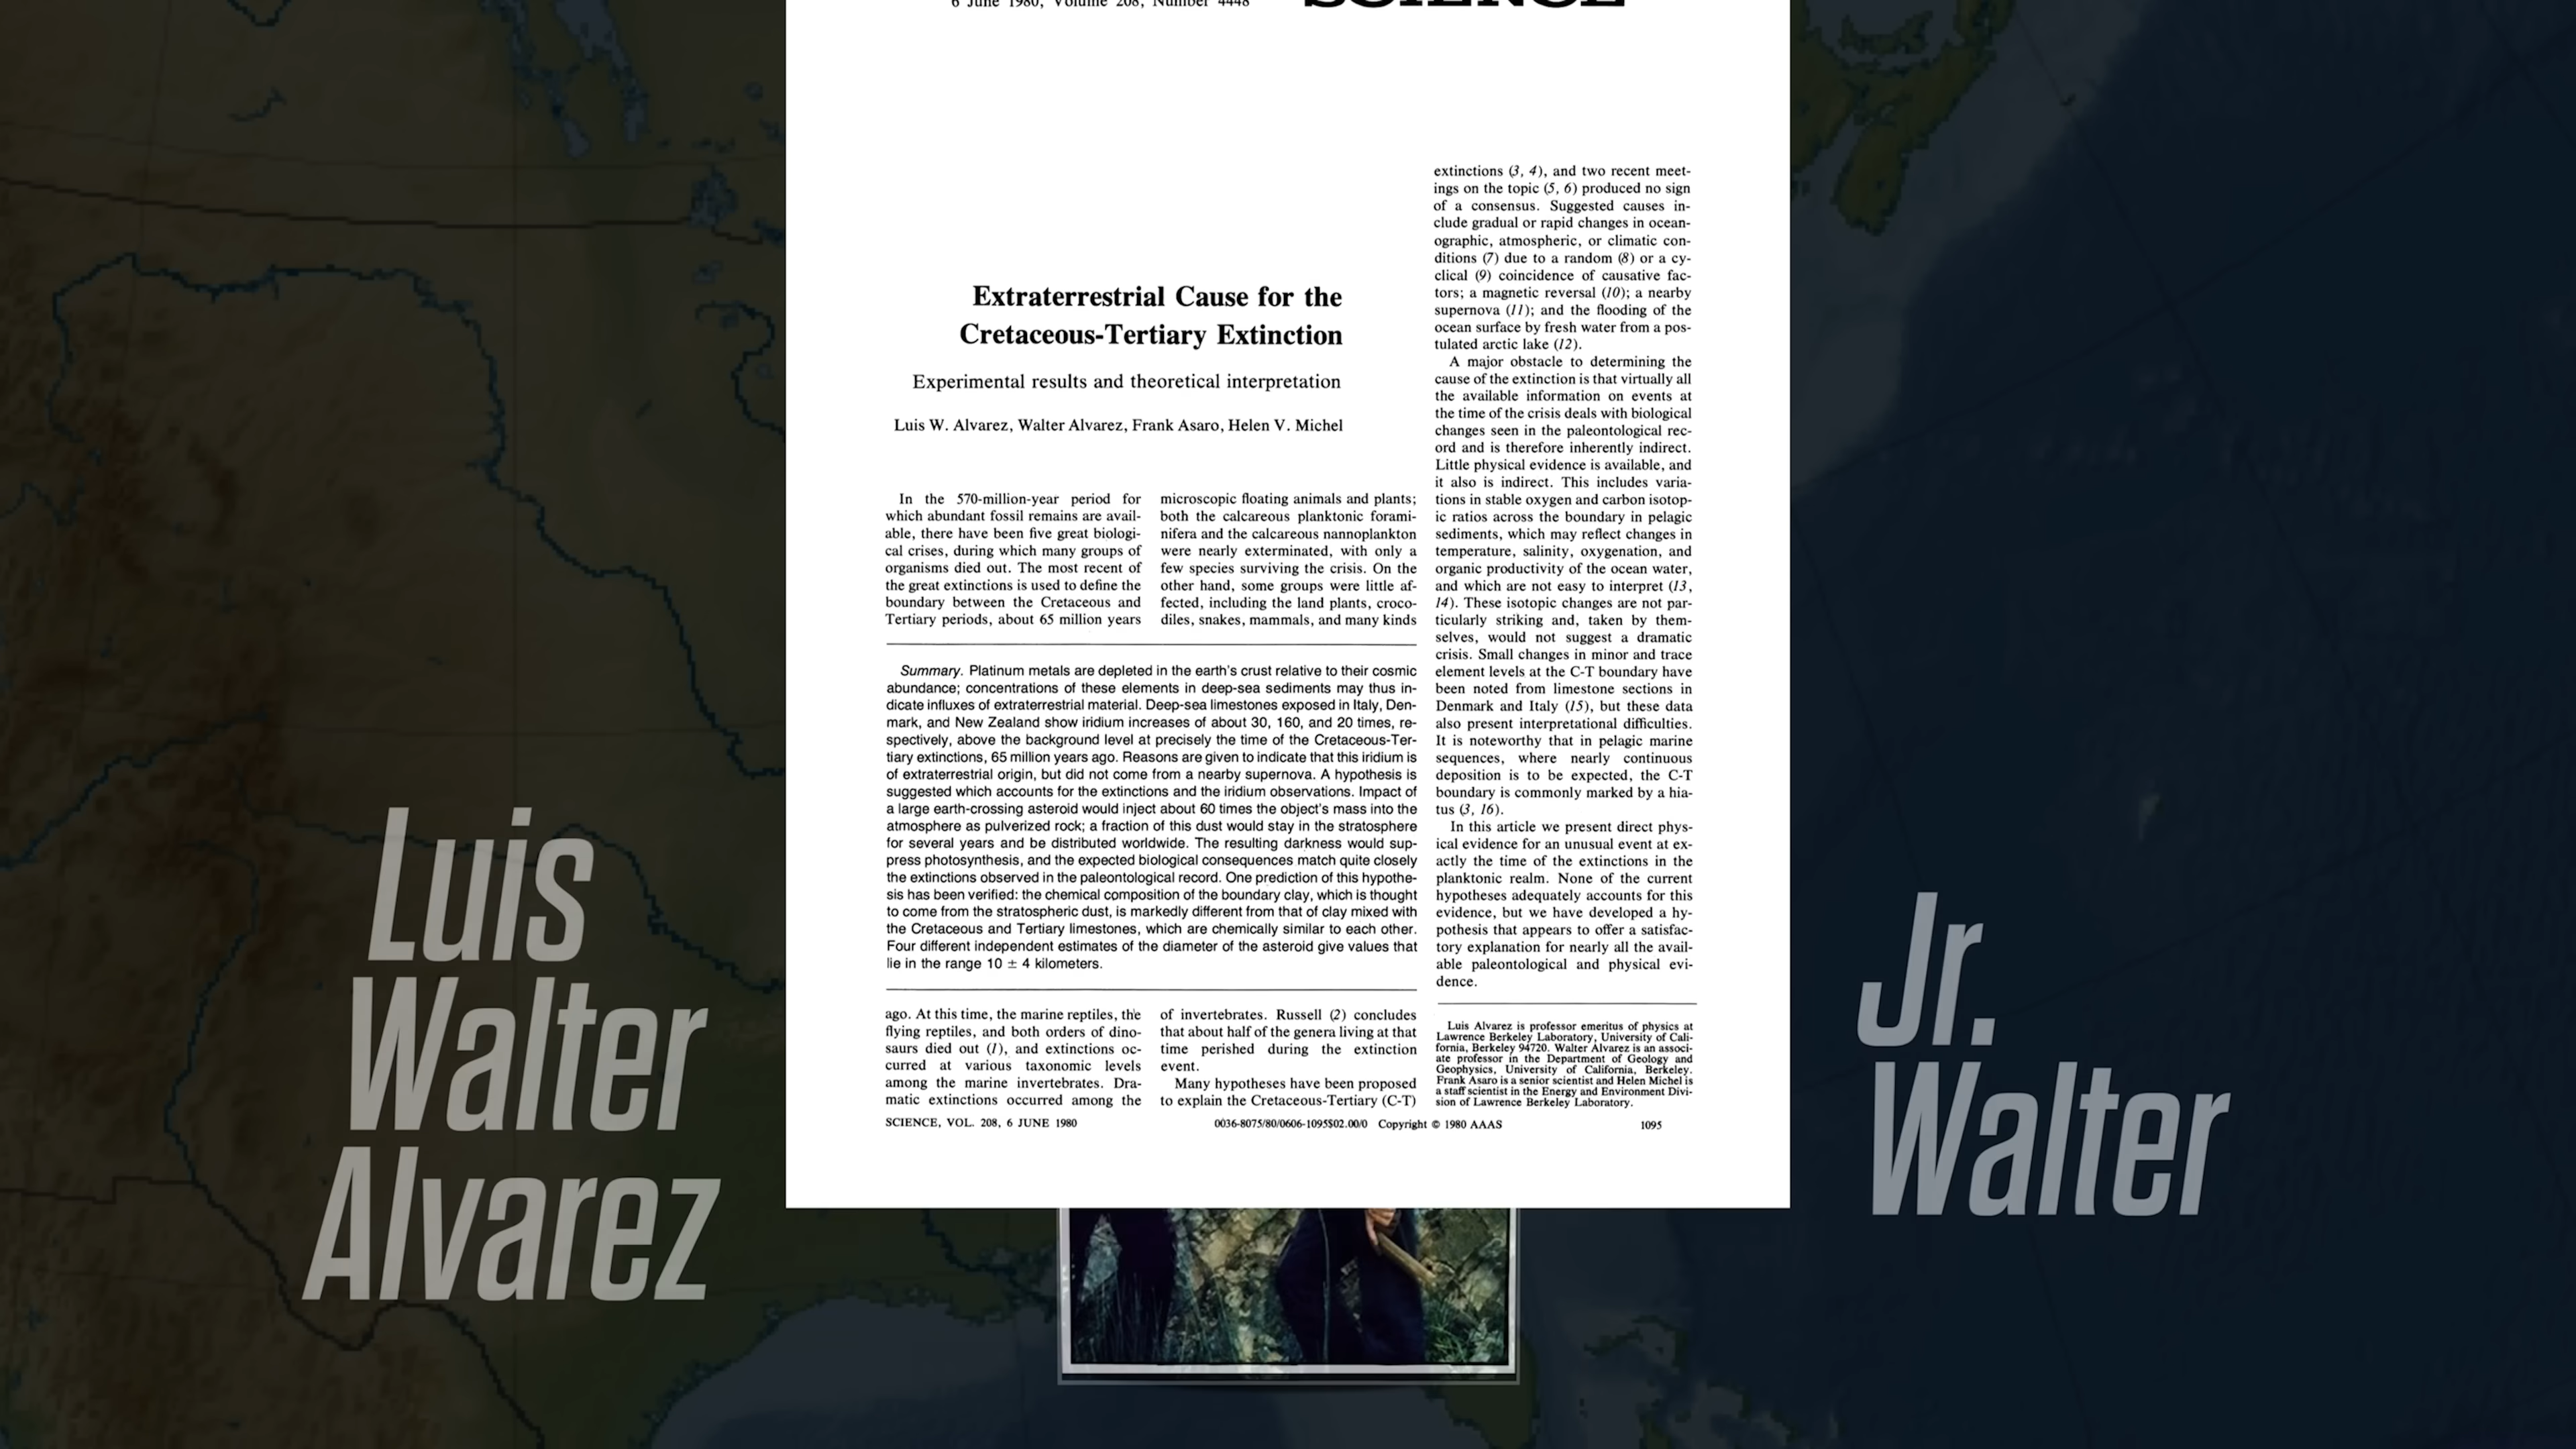 6 June 1980, Volume 208, Number 4448
SCIENCE
Extraterrestrial Cause for the
Cretaceous-Tertiary Extinction
Experimental results and theoretical interpretation
Luis W. Alvarez, Walter Alvarez, Frank Asaro, Helen V. Michel
In the 570-million-year period for
which abundant fossil remains are avail-
able, there have been five great biologi-
cal crises, during which many groups of
organisms died out. The most recent of
the great extinctions is used to define the
boundary between the Cretaceous and
Tertiary periods, about 65 million years
microscopic floating animals and plants;
both the calcareous planktonic forami-
nifera and the calcareous nannoplankton
were nearly exterminated, with only a
few species surviving the crisis. On the
other hand, some groups were little af-
fected, including the land plants, croco-
diles, snakes, mammals, and many kinds
Summary. Platinum metals are depleted in the earth's crust relative to their cosmic
abundance; concentrations of these elements in deep-sea sediments may thus in-
dicate influxes of extraterrestrial material. Deep-sea limestones exposed in Italy, Den-
mark, and New Zealand show iridium increases of about 30, 160, and 20 times, re-
spectively, above the background level at precisely the time of the Cretaceous-Ter-
tiary extinctions, 65 million years ago. Reasons are given to indicate that this iridium is
of extraterrestrial origin, but did not come from a nearby supernova. A hypothesis is
suggested which accounts for the extinctions and the iridium observations. Impact of
a large earth-crossing asteroid would inject about 60 times the object's mass into the
atmosphere as pulverized rock; a fraction of this dust would stay in the stratosphere
for several years and be distributed worldwide. The resulting darkness would sup-
press photosynthesis, and the expected biological consequences match quite closely
the extinctions observed in the paleontological record. One prediction of this hypothe-
sis has been verified: the chemical composition of the boundary clay, which is thought
to come from the stratospheric dust, is markedly different from that of clay mixed with
the Cretaceous and Tertiary limestones, which are chemically similar to each other.
Four different independent estimates of the diameter of the asteroid give values that
lie in the range 10 ± 4 kilometers.
ago. At this time, the marine reptiles, the
flying reptiles, and both orders of dino-
saurs died out (1), and extinctions oc-
curred at various taxonomic levels
among the marine invertebrates. Dra-
matic extinctions occurred among the
of invertebrates. Russell (2) concludes
that about half of the genera living at that
time perished during the extinction
event.
Many hypotheses have been proposed
to explain the Cretaceous-Tertiary (C-T)
extinctions (3, 4), and two recent meet-
ings on the topic (5, 6) produced no sign
of a consensus. Suggested causes in-
clude gradual or rapid changes in ocean-
ographic, atmospheric, or climatic con-
ditions (7) due to a random (8) or a cy-
clical (9) coincidence of causative fac-
tors; a magnetic reversal (10); a nearby
supernova (11); and the flooding of the
ocean surface by fresh water from a pos-
tulated arctic lake (12).
A major obstacle to determining the
cause of the extinction is that virtually all
the available information on events at
the time of the crisis deals with biological
changes seen in the paleontological rec-
ord and is therefore inherently indirect.
Little physical evidence is available, and
it also is indirect. This includes varia-
tions in stable oxygen and carbon isotop-
ic ratios across the boundary in pelagic
sediments, which may reflect changes in
temperature, salinity, oxygenation, and
organic productivity of the ocean water,
and which are not easy to interpret (13,
14). These isotopic changes are not par-
ticularly striking and, taken by them-
selves, would not suggest a dramatic
crisis. Small changes in minor and trace
element levels at the C-T boundary have
been noted from limestone sections in
Denmark and Italy (15), but these data
also present interpretational difficulties.
It is noteworthy that in pelagic marine
sequences, where nearly continuous
deposition is to be expected, the C-T
boundary is commonly marked by a hia-
tus (3, 16).
In this article we present direct phys-
ical evidence for an unusual event at ex-
actly the time of the extinctions in the
planktonic realm. None of the current
hypotheses adequately accounts for this
evidence, but we have developed a hy-
pothesis that appears to offer a satisfac-
tory explanation for nearly all the avail-
able paleontological and physical evi-
dence.
Luis Alvarez is professor emeritus of physics at
Lawrence Berkeley Laboratory, University of Cali-
fornia, Berkeley 94720. Walter Alvarez is an associ-
ate professor in the Department of Geology and
Geophysics, University of California, Berkeley.
Frank Asaro is a senior scientist and Helen Michel is
a staff scientist in the Energy and Environment Divi-
sion of Lawrence Berkeley Laboratory.
SCIENCE, VOL. 208, 6 JUNE 1980
0036-8075/80/0606-1095$02.00/0 Copyright © 1980 AAAS
1095
Luis
Walter
Alvarez
Jr.
Walter